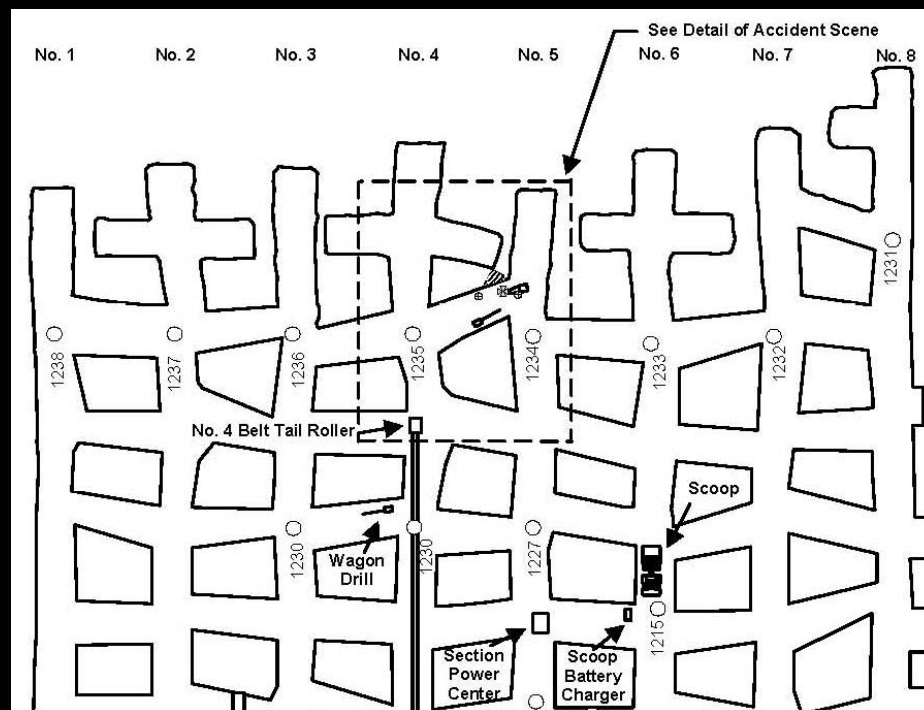 See Detail of Accident Scene
No. 1
No. 2
No. 3
No. 4
No. 5
No. 6
No. 7
No. 8
1231
1238
1237
1236
1235
1234
1233
1232
No. 4 Belt Tail Roller
Scoop
Wagon
Drill
1230
1230
1227
1215
Section
Power
Center
Scoop
Battery
Charger